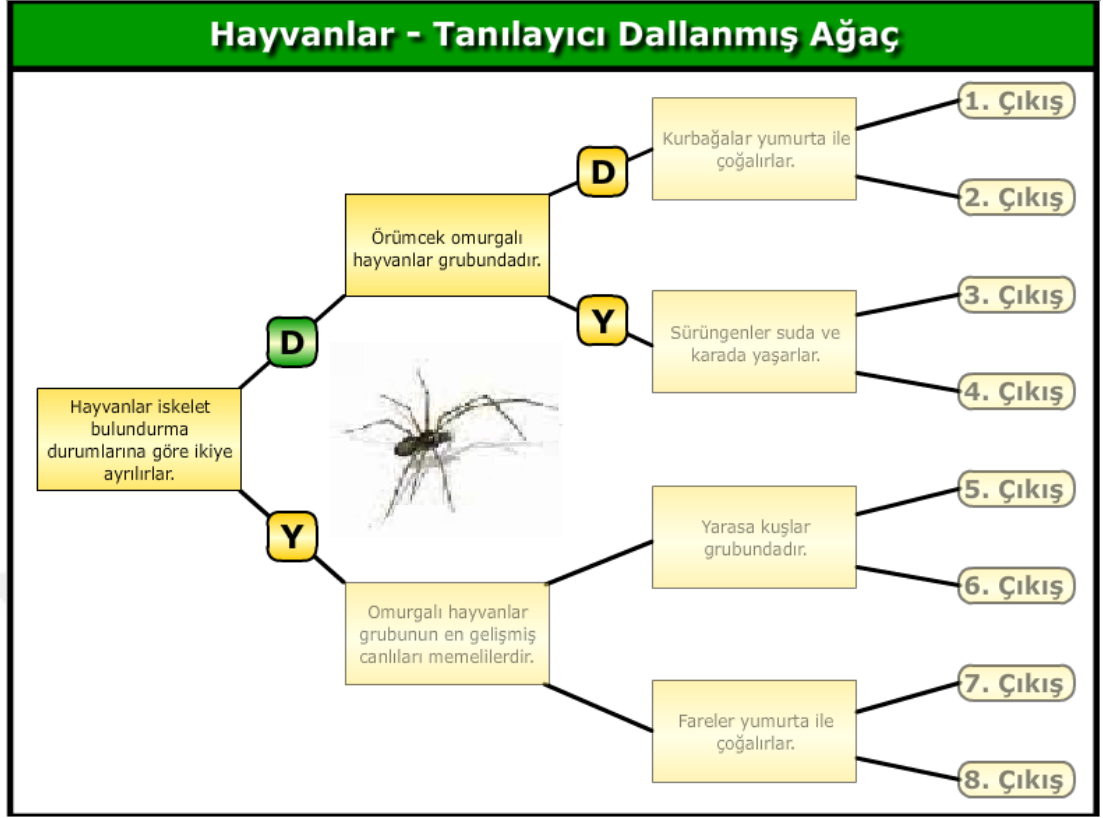 Hayvanlar - Tanılayıcı Dallanmış Ağaç
Hayvanlar iskelet
bulundurma
durumlarına göre ikiye
ayrılırlar.
D
Y
Örümcek omurgalı
hayvanlar grubundadır.
D
Y
Omurgalı hayvanlar
grubunun en gelişmiş
canlıları memelilerdir.
Kurbağalar yumurta ile
çoğalırlar.
Sürüngenler suda ve
karada yaşarlar.
Yarasa kuşlar
grubundadır.
Fareler yumurta ile
çoğalırlar.
1. Çıkış
2. Çıkış
3. Çıkış
4. Çıkış
5. Çıkış
6. Çıkış
7. Çıkış
8. Çıkış